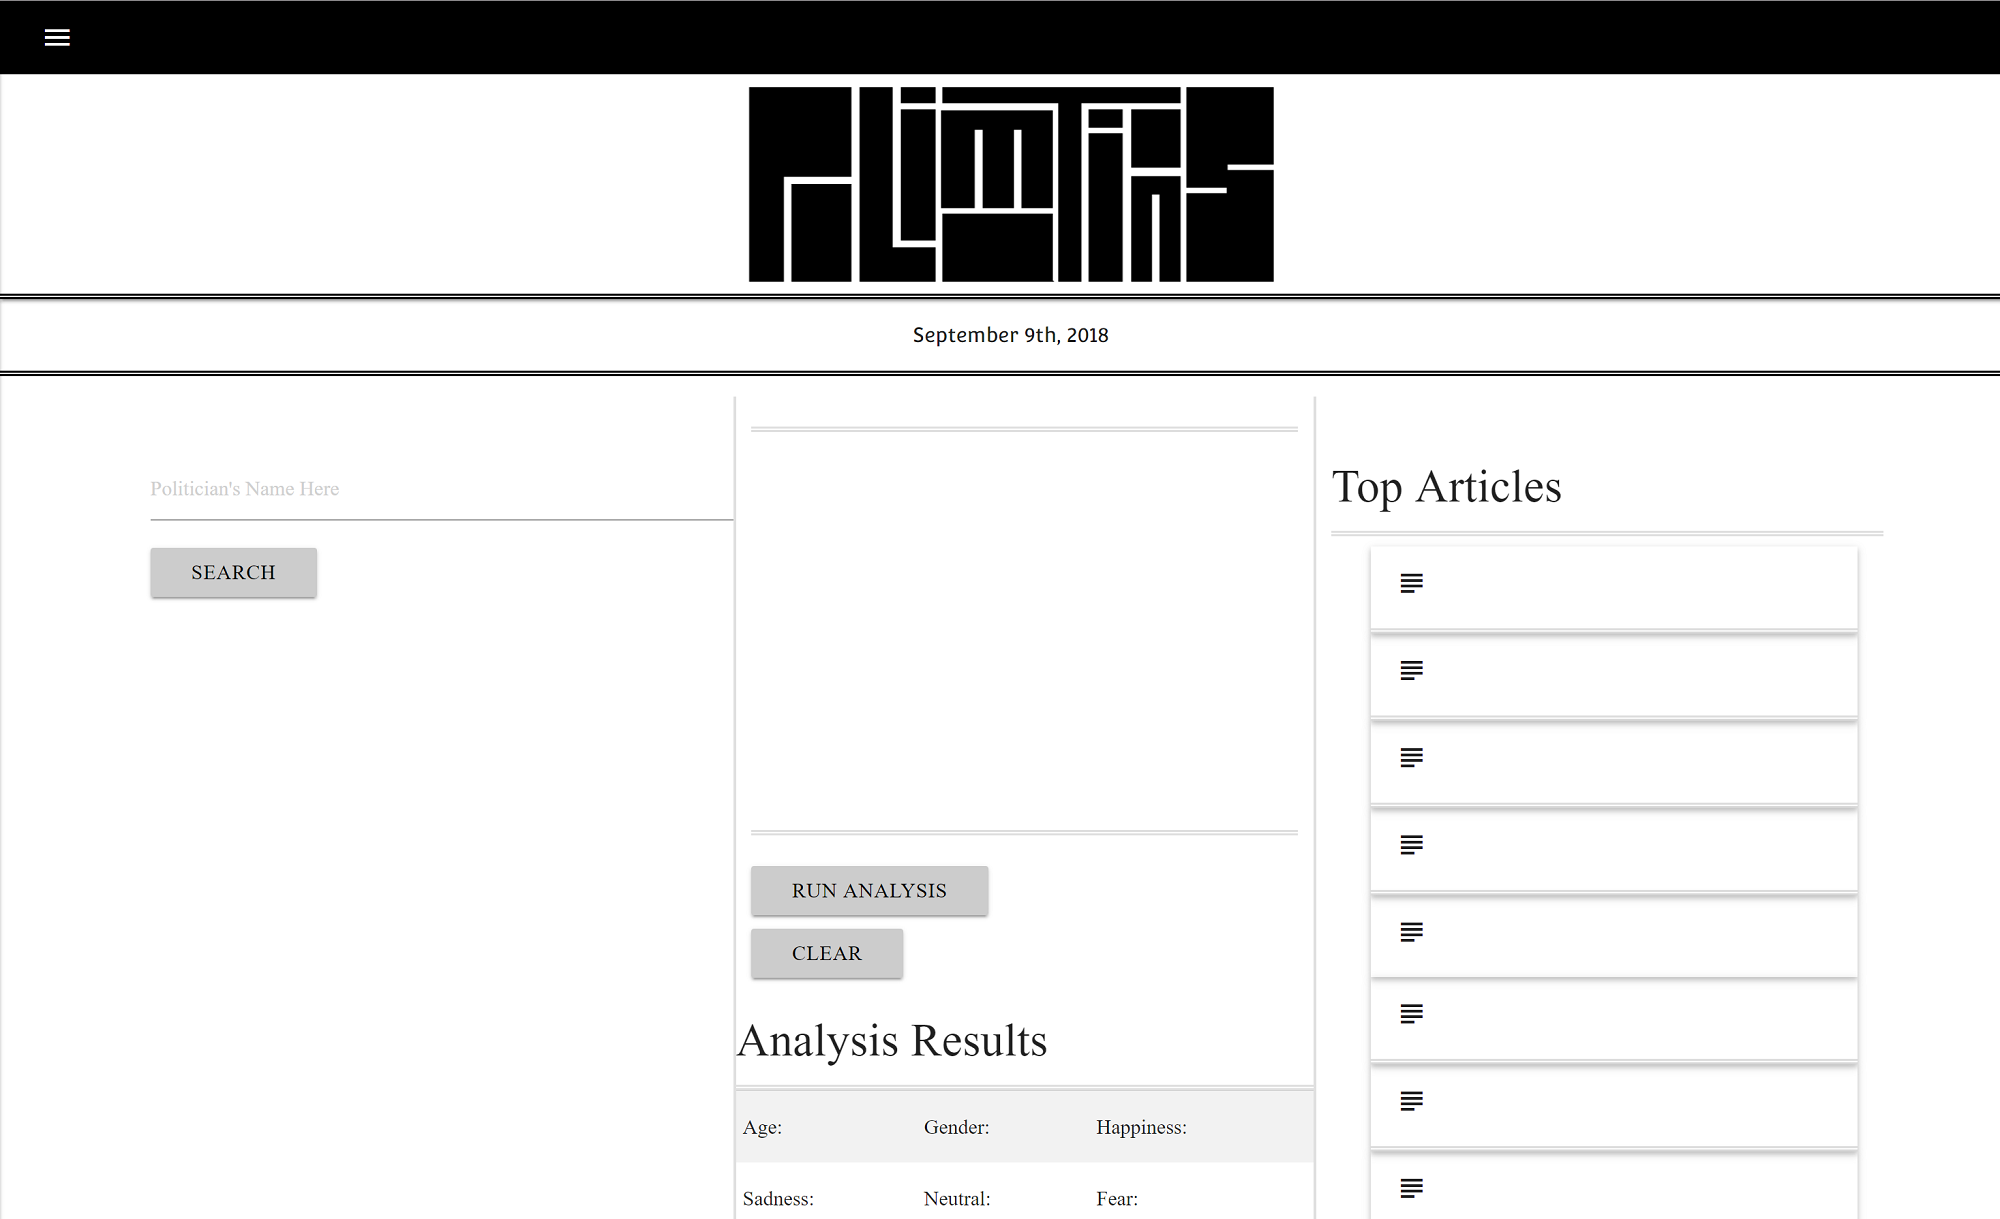 September 9th, 2018
Politician's Name Here
SEARCH
RUN ANALYSIS
CLEAR
Analysis Results
Age: Gender: Happiness:
Sadness: Neutral: Fear:
Top Articles